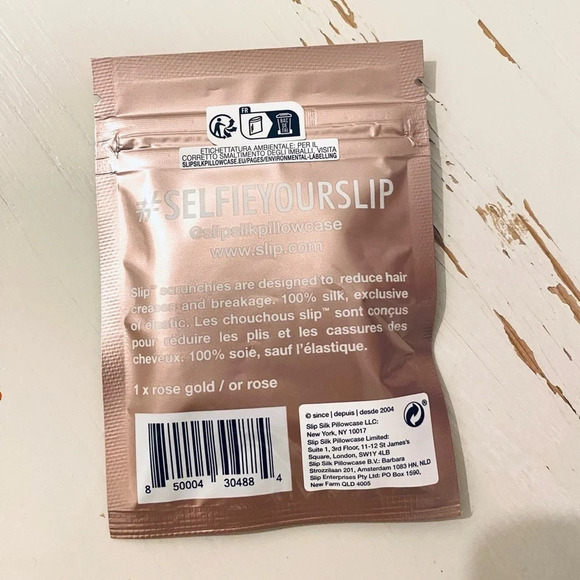 FR
BAC DE TRI
ETICHETTATURA AMBIENTALE: PER IL
CORRETTO SMALTIMENTO DEGLI IMBALLI, VISITA
SLIPSILKPILLOWCASE.EU/PAGES/ENVIRONMENTAL-LABELLING
#SELFIEYOURSLIP
@slipsilkpillowcase
www.slip.com
Slip™ scrunchies are designed to reduce hair
creases and breakage. 100% silk, exclusive
of elastic. Les chouchous slip™ sont conçus
pour réduire les plis et les cassures des
cheveux. 100% soie, sauf l'élastique.
1 x rose gold / or rose
8 50004 30488 4
© since | depuis | desde 2004
Slip Silk Pillowcase LLC:
New York, NY 10017
Slip Silk Pillowcase Limited:
Suite 1, 3rd Floor, 11-12 St James's
Square, London, SW1Y 4LB
Slip Silk Pillowcase B.V.: Barbara
Strozzilaan 201, Amsterdam 1083 HN, NLD
Slip Enterprises Pty Ltd: PO Box 1590,
New Farm QLD 4005